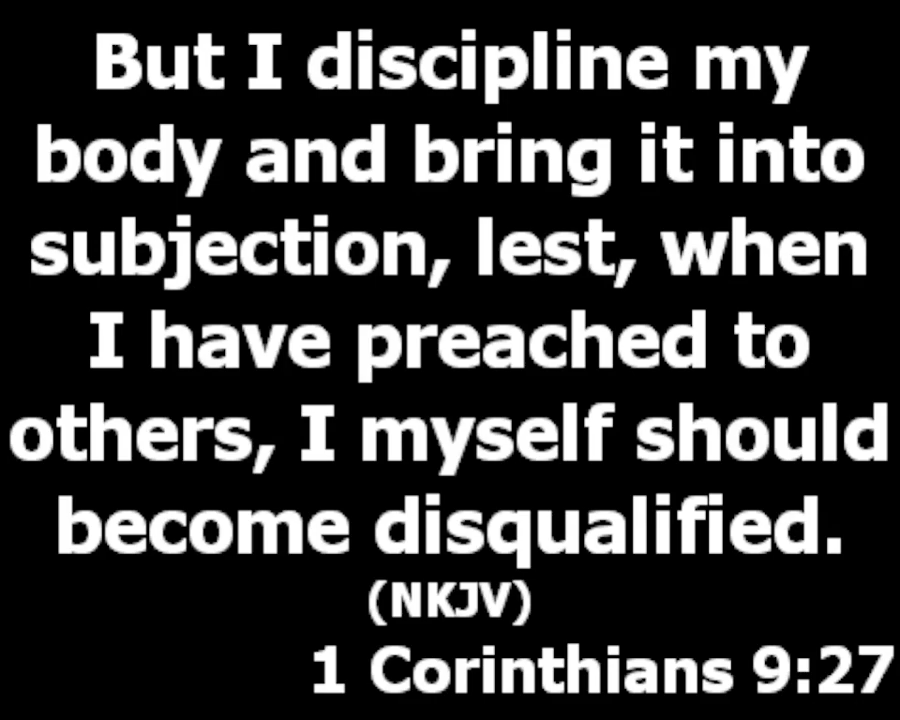 But I discipline my
body and bring it into
subjection, lest, when
I have preached to
others, I myself should
become disqualified.
(NKJV)
1 Corinthians 9:27